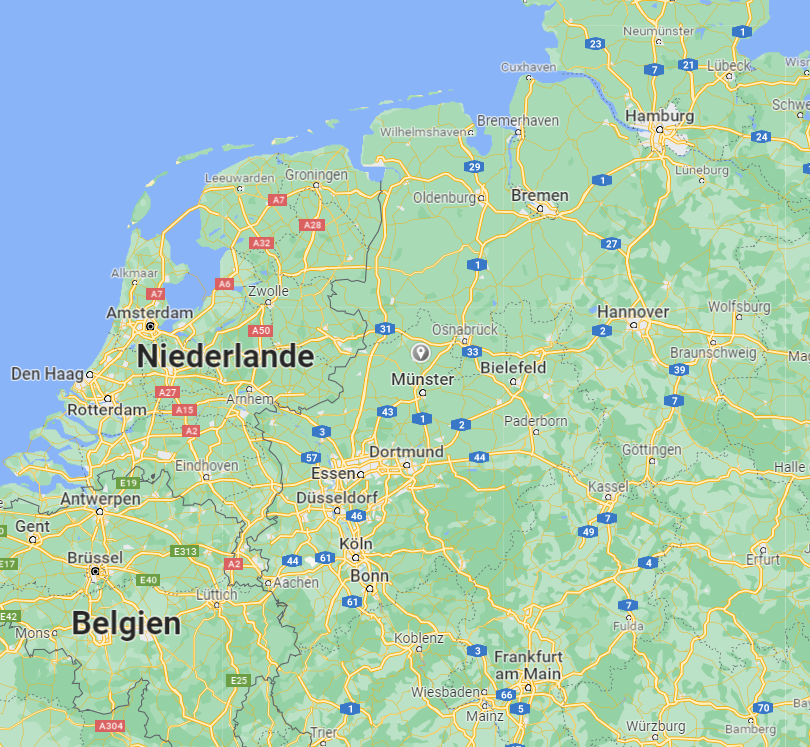 Neumünster
1
23
7
21
Lübeck
Wism
Cuxhaven
Schwe
Hamburg
Bremerhaven
Wilhelmshaven
24
29
Lüneburg
Leeuwarden
Groningen
1
A7
Oldenburg
Bremen
A28
A32
27
1
Alkmaar
A6
A7
Zwolle
Amsterdam
Hannover
Wolfsburg
A50
31
Osnabrück
2
Niederlande
33
Braunschweig
Mag
Den Haag
Münster
Bielefeld
39
A27
Arnhem
7
Rotterdam
A15
43
1
2
Paderborn
A2
3
Göttingen
Dortmund
57
44
Eindhoven
Essen
Halle
E19
Kassel
Antwerpen
Düsseldorf
46
7
Gent
49
Köln
E313
61
44
Brüssel
A2
4
E17
Bonn
Erfurt
E40
Aachen
Lüttich
61
7
E42
Belgien
Fulda
Mons
Koblenz
3
Frankfurt
am Main
E25
Wiesbaden
66
1
5
70
Mainz
A304
Trier
Würzburg
Bamberg